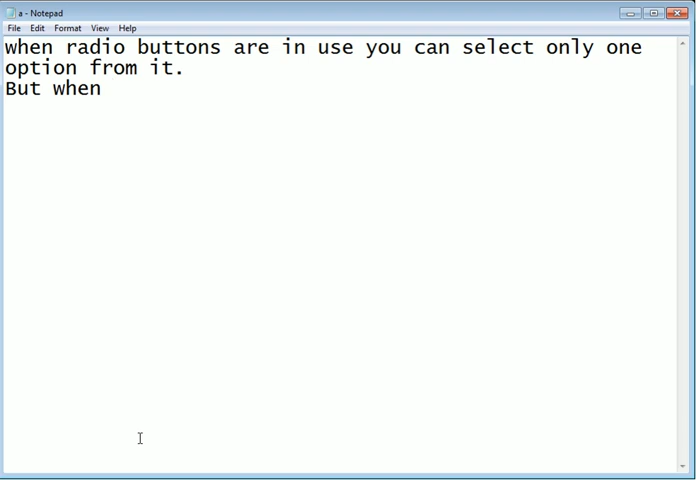 a - Notepad
File Edit Format View Help
when radio buttons are in use you can select only one
option from it.
But when